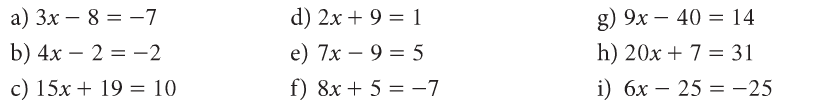 a) 3x − 8 = −7
d) 2x + 9 = 1
g) 9x − 40 = 14
b) 4x − 2 = −2
e) 7x − 9 = 5
h) 20x + 7 = 31
c) 15x + 19 = 10
f) 8x + 5 = −7
i) 6x − 25 = −25